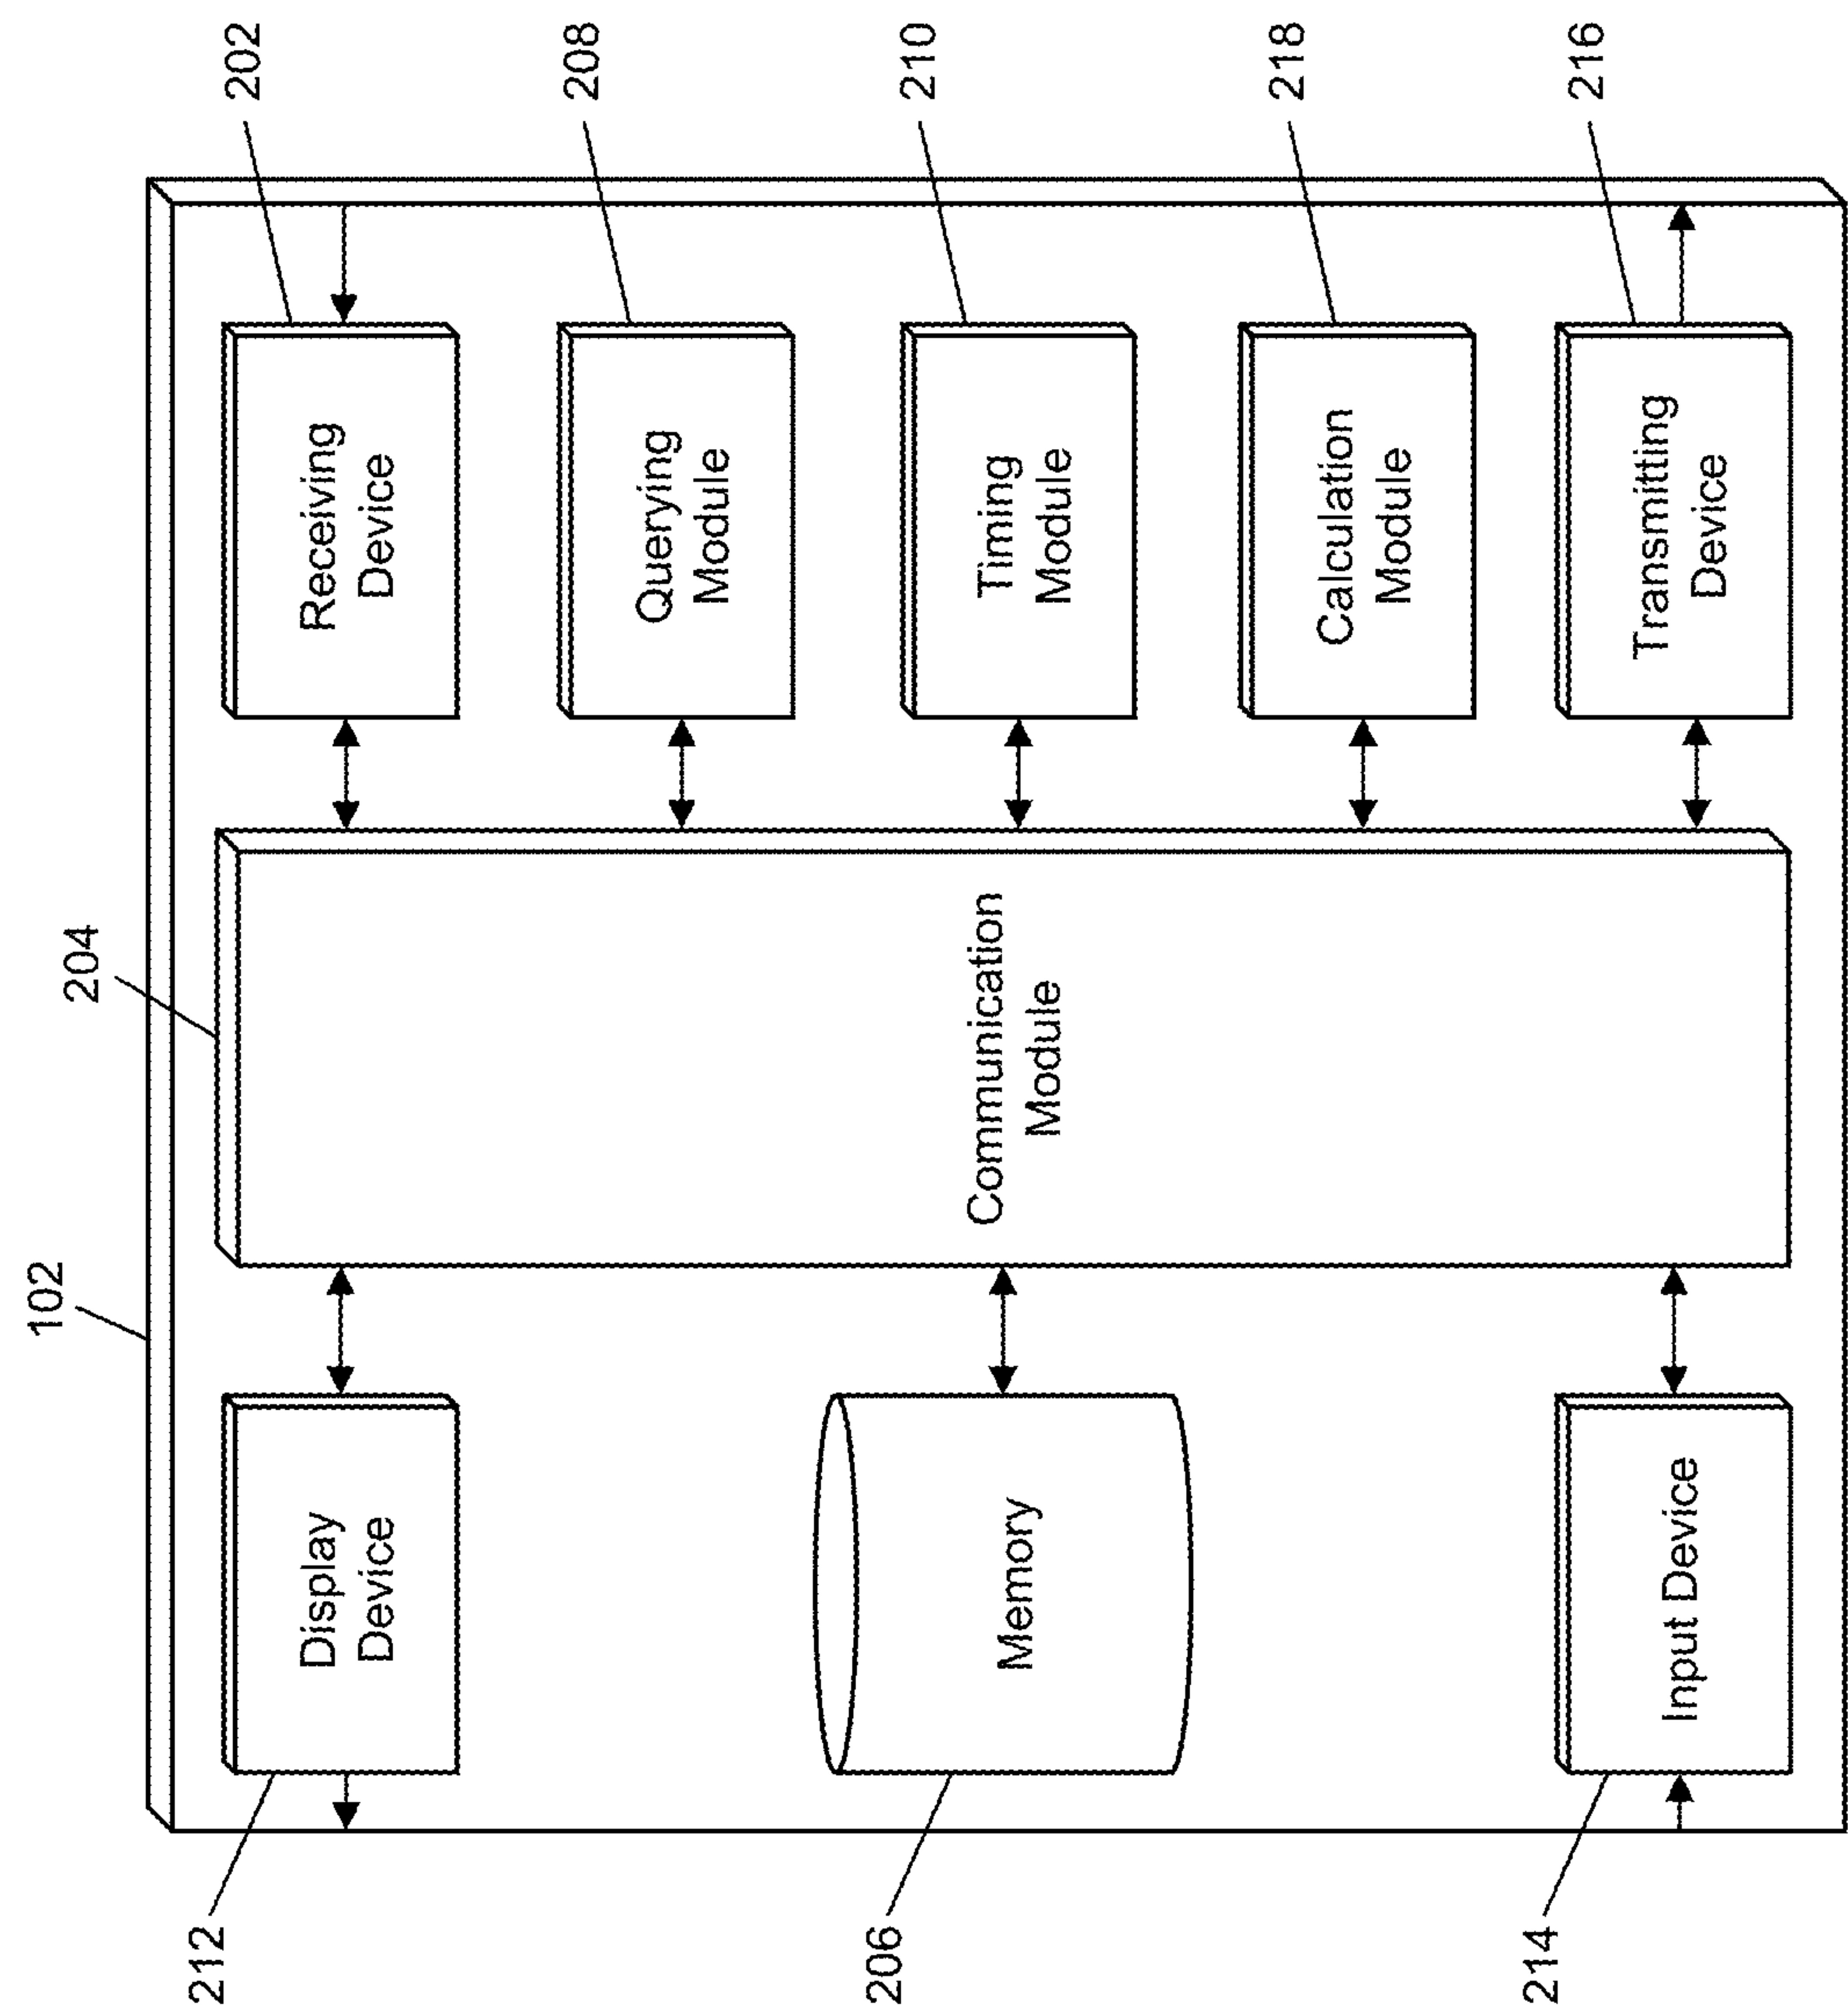 102
204
212
202
Display
Device
Receiving
Device
208
Querying
Module
206
210
Memory
Communication
Module
Timing
Module
218
Calculation
Module
214
216
Input Device
Transmitting
Device